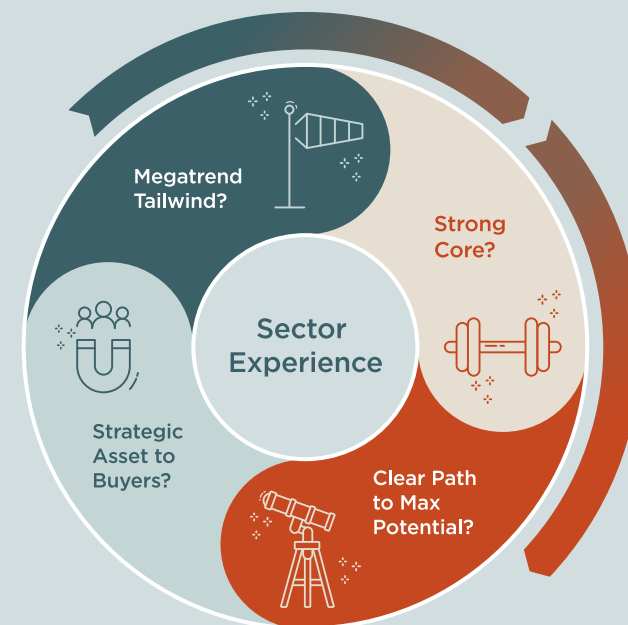 Megatrend
Tailwind?
Strong
Core?
Sector
Experience
Strategic
Asset to
Buyers?
Clear Path
to Max
Potential?